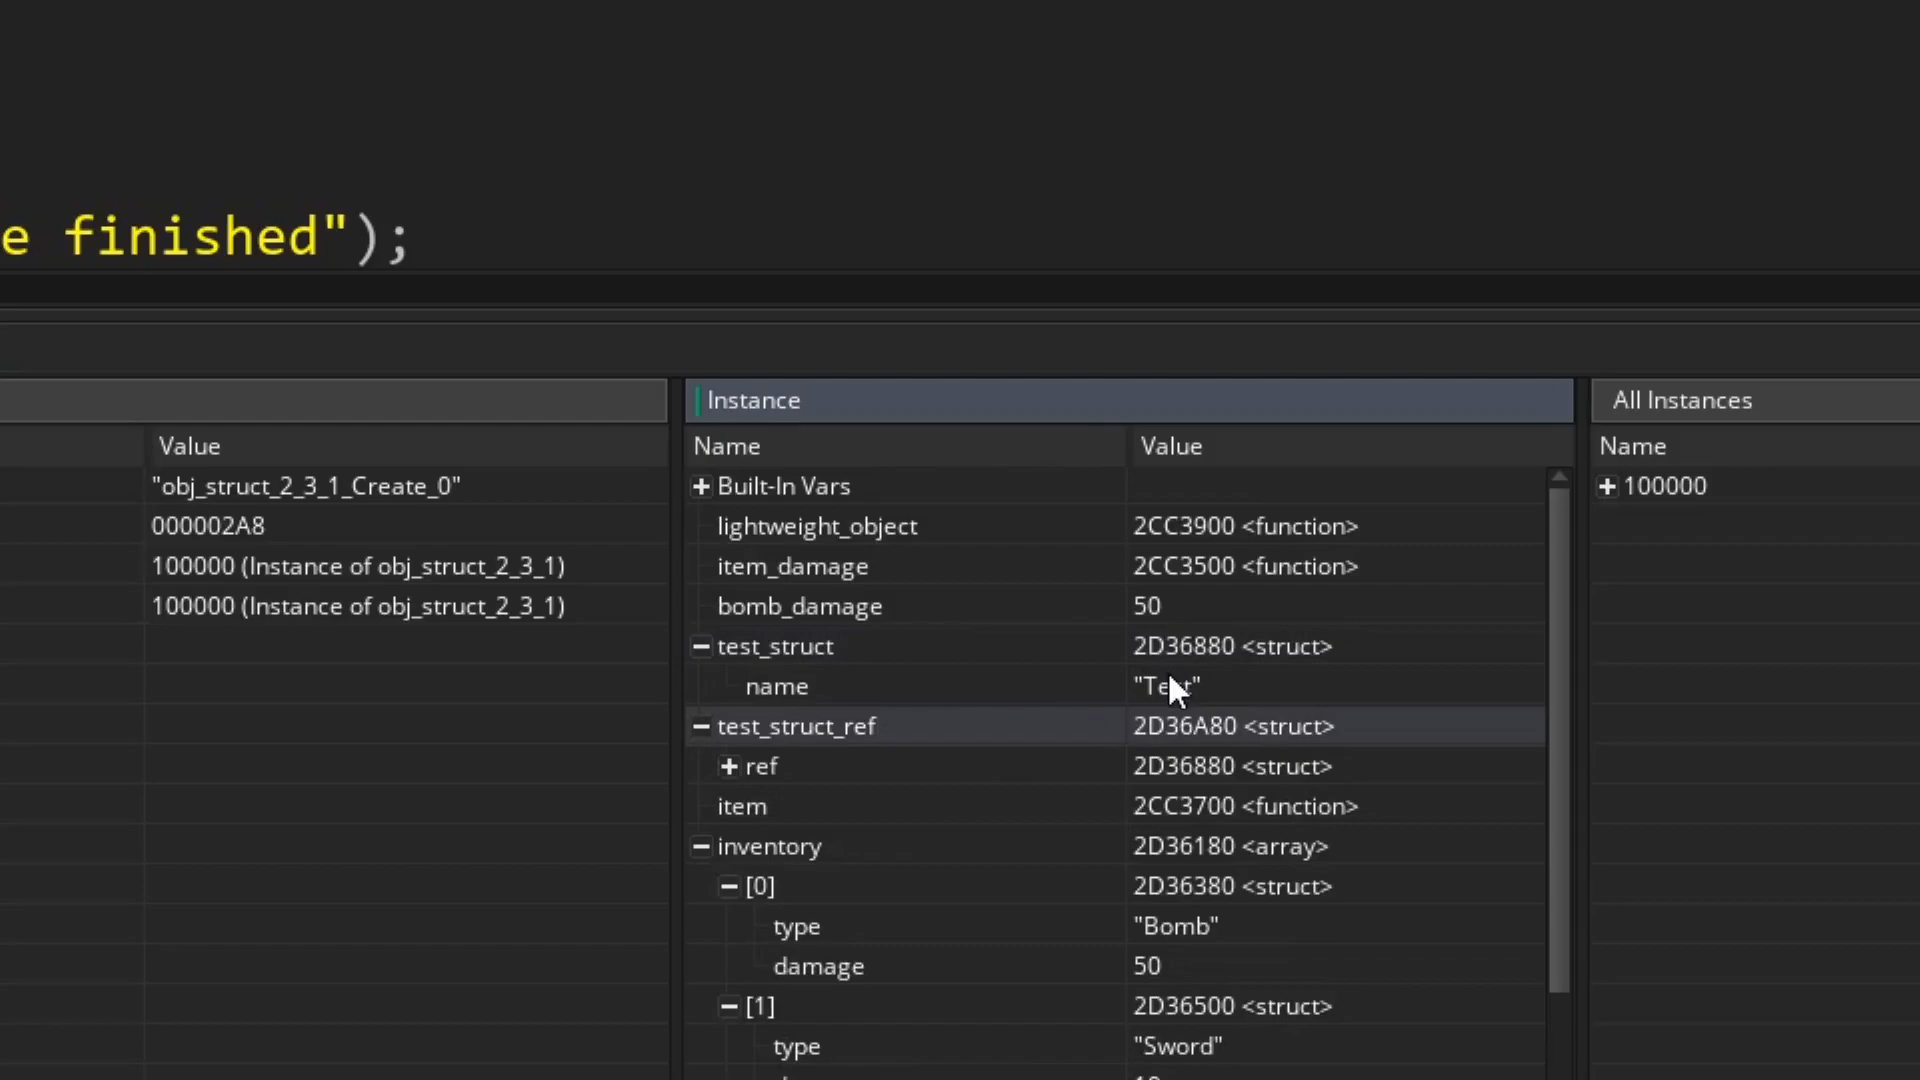 e finished");
Instance
All Instances
Value
Name Value
Name
"obj_struct_2_3_1_Create_0"
Built-In Vars
100000
000002A8
lightweight_object 2CC3900 <function>
100000 (Instance of obj_struct_2_3_1)
item_damage 2CC3500 <function>
100000 (Instance of obj_struct_2_3_1)
bomb_damage 50
test_struct 2D36880 <struct>
name
test_struct_ref 2D36A80 <struct>
ref 2D36880 <struct>
item 2CC3700 <function>
inventory 2D36180 <array>
[0] 2D36380 <struct>
type "Bomb"
damage 50
[1] 2D36500 <struct>
type "Sword"